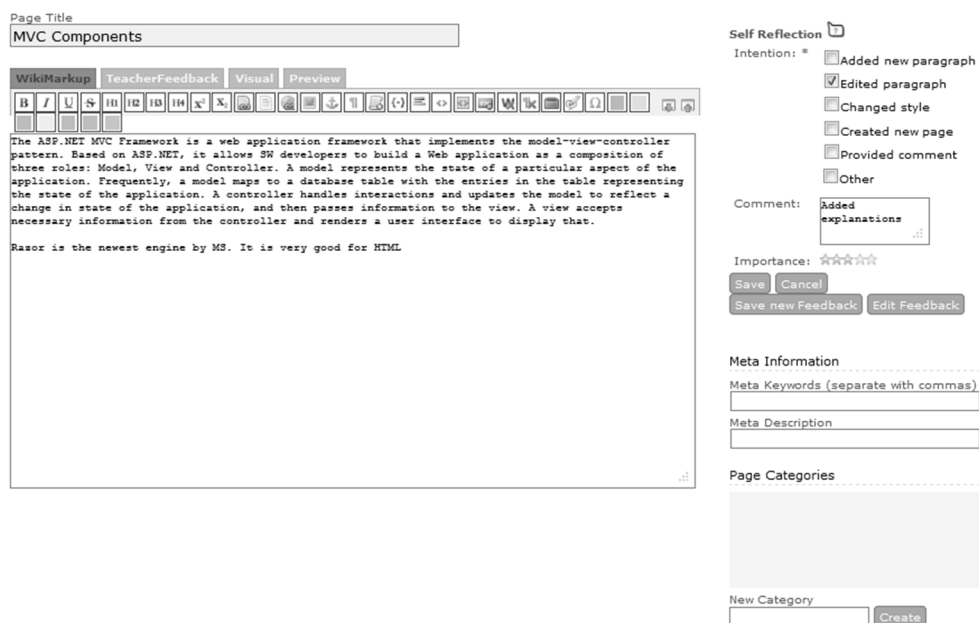 Page Title
MVC Components
WikiMarkup TeacherFeedback Visual Preview
B I U S H1 H2 H3 H4 X² X₂ ¶ {·} <> W Ω
The ASP.NET MVC Framework is a web application framework that implements the model-view-controller
pattern. Based on ASP.NET, it allows SW developers to build a Web application as a composition of
three roles: Model, View and Controller. A model represents the state of a particular aspect of the
application. Frequently, a model maps to a database table with the entries in the table representing
the state of the application. A controller handles interactions and updates the model to reflect a
change in state of the application, and then passes information to the view. A view accepts
necessary information from the controller and renders a user interface to display that.
Razor is the newest engine by MS. It is very good for HTML
Self Reflection
Intention: *
Added new paragraph
Edited paragraph
Changed style
Created new page
Provided comment
Other
Comment:
Added
explanations
Importance:
Save Cancel
Save new Feedback Edit Feedback
Meta Information
Meta Keywords (separate with commas)
Meta Description
Page Categories
New Category
Create